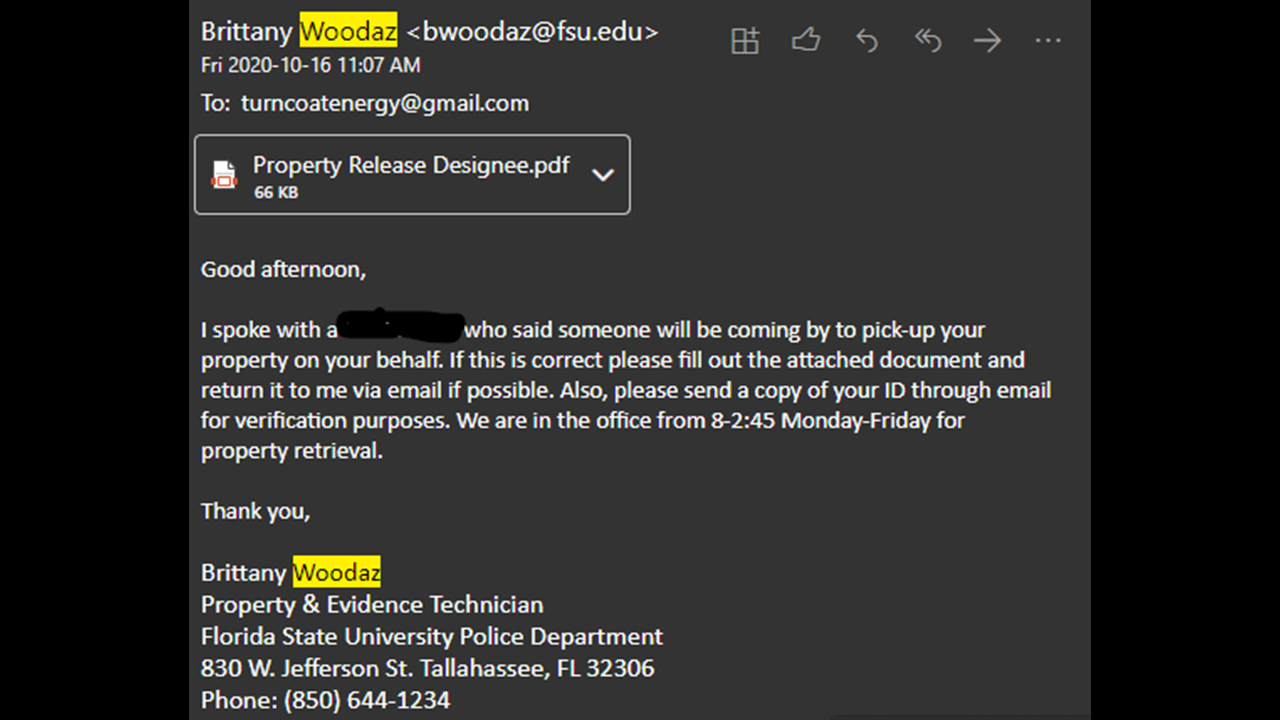 Brittany Woodaz <bwoodaz@fsu.edu>
Fri 2020-10-16 11:07 AM
To: turncoatenergy@gmail.com
Property Release Designee.pdf
66 KB
Good afternoon,
I spoke with a who said someone will be coming by to pick-up your
property on your behalf. If this is correct please fill out the attached document and
return it to me via email if possible. Also, please send a copy of your ID through email
for verification purposes. We are in the office from 8-2:45 Monday-Friday for
property retrieval.
Thank you,
Brittany Woodaz
Property & Evidence Technician
Florida State University Police Department
830 W. Jefferson St. Tallahassee, FL 32306
Phone: (850) 644-1234